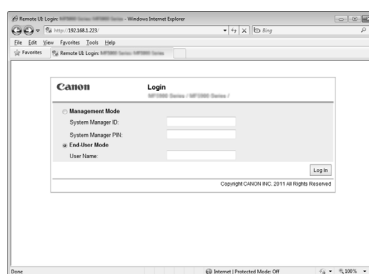 Remote UI: Login - Windows Internet Explorer
http://192.168.1.223/
Bing
File Edit View Favorites Tools Help
Favorites Remote UI: Login
Canon
Login
Management Mode
System Manager ID:
System Manager PIN:
End-User Mode
User Name:
Log In
Copyright CANON INC. 2011 All Rights Reserved
Done
Internet | Protected Mode: Off
100%